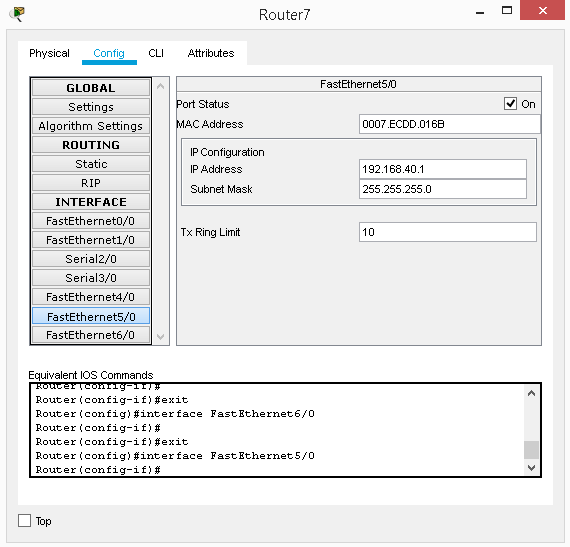 Router7
Physical Config CLI Attributes
GLOBAL
Settings
Algorithm Settings
ROUTING
Static
RIP
INTERFACE
FastEthernet0/0
FastEthernet1/0
Serial2/0
Serial3/0
FastEthernet4/0
FastEthernet5/0
FastEthernet6/0
FastEthernet5/0
Port Status On
MAC Address 0007.ECDD.016B
IP Configuration
IP Address 192.168.40.1
Subnet Mask 255.255.255.0
Tx Ring Limit 10
Equivalent IOS Commands
Router(config-if)#
Router(config-if)#exit
Router(config)#interface FastEthernet6/0
Router(config-if)#
Router(config-if)#exit
Router(config)#interface FastEthernet5/0
Router(config-if)#
Top